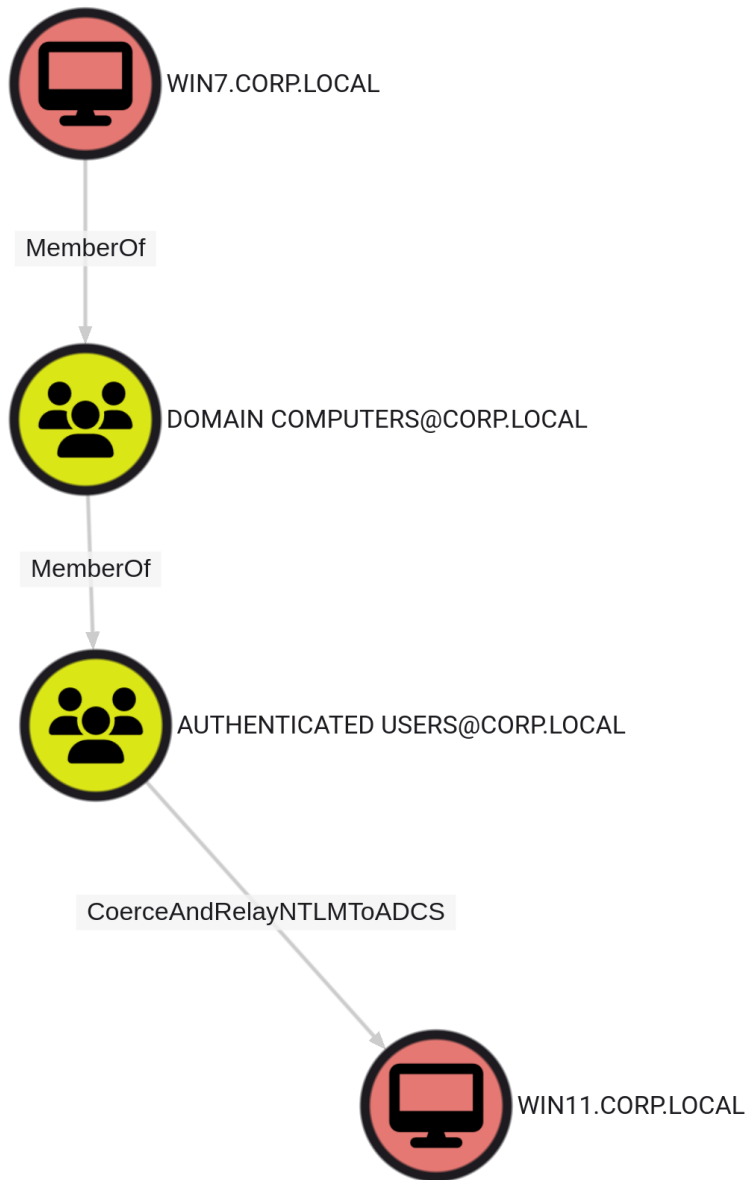 WIN7.CORP.LOCAL
MemberOf
DOMAIN COMPUTERS@CORP.LOCAL
MemberOf
AUTHENTICATED USERS@CORP.LOCAL
CoerceAndRelayNTLMToADCS
WIN11.CORP.LOCAL